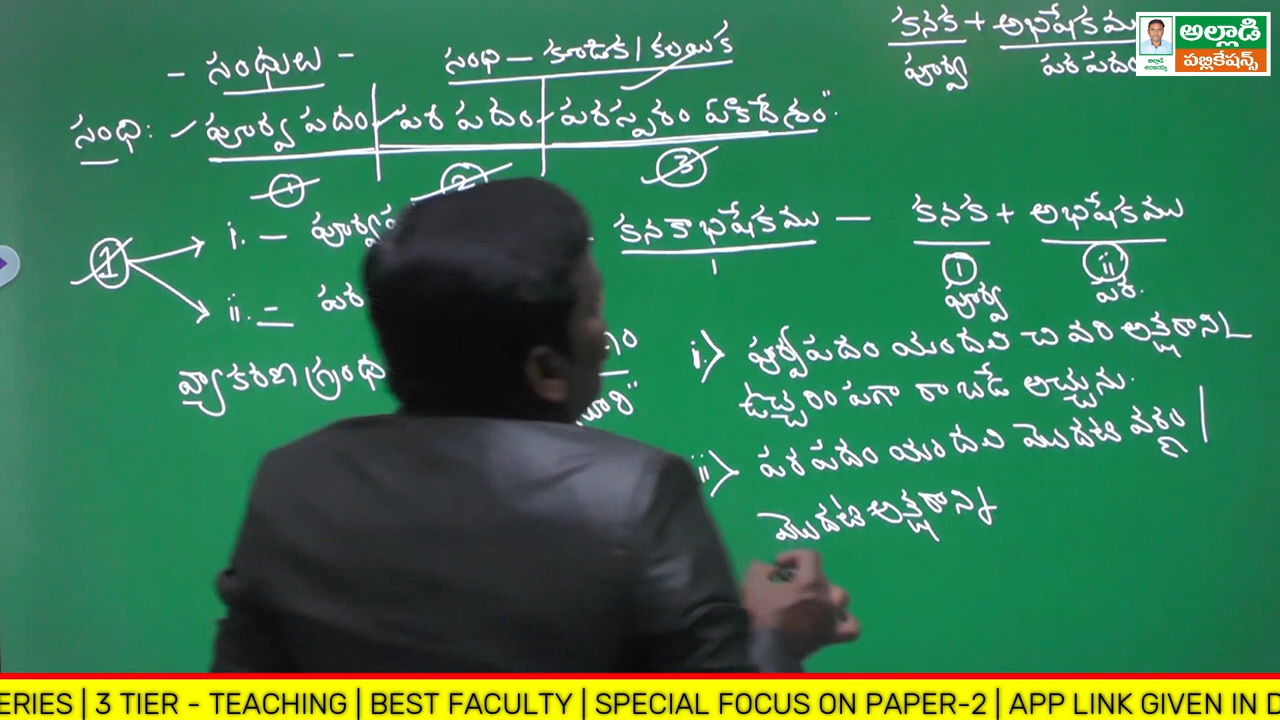 - సంధులు -
సంధి - కూడిక / కలయిక
కనక + అభిషేకము
పూర్వ పరపదం
సంధి: పూర్వ పదం పర పదం పరస్పరం ఏకాదేశం"
① ② ③
1
i. -
ii. - పర
కనకాభిషేకము - కనక + అభిషేకము
i ii
పూర్వ పర.
వ్యాకరణ గ్రంథ
i> పూర్వపదం యందలి చివరి అక్షరాన్ని
ఉచ్చరింపగా రాబడే అచ్చును.
ii> పరపదం యందలి మొదటి వర్ణం /
మొదటి అక్షరాన్ని
అల్లాడి
పబ్లికేషన్స్
ERIES | 3 TIER - TEACHING | BEST FACULTY | SPECIAL FOCUS ON PAPER-2 | APP LINK GIVEN IN D